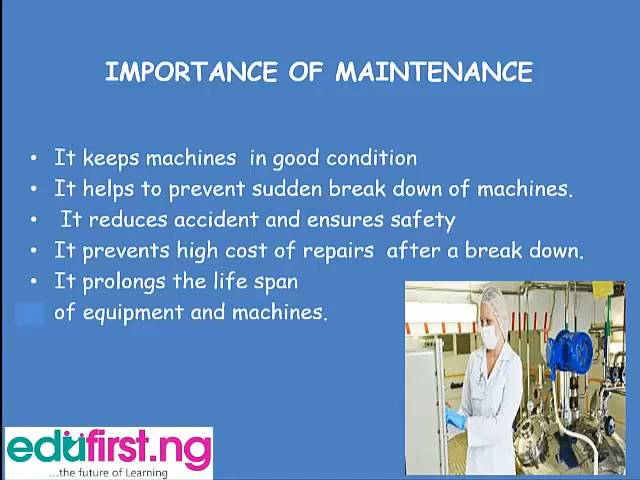 IMPORTANCE OF MAINTENANCE
• It keeps machines in good condition
• It helps to prevent sudden break down of machines.
• It reduces accident and ensures safety
• It prevents high cost of repairs after a break down.
• It prolongs the life span
of equipment and machines.
edufirst.ng
...the future of Learning